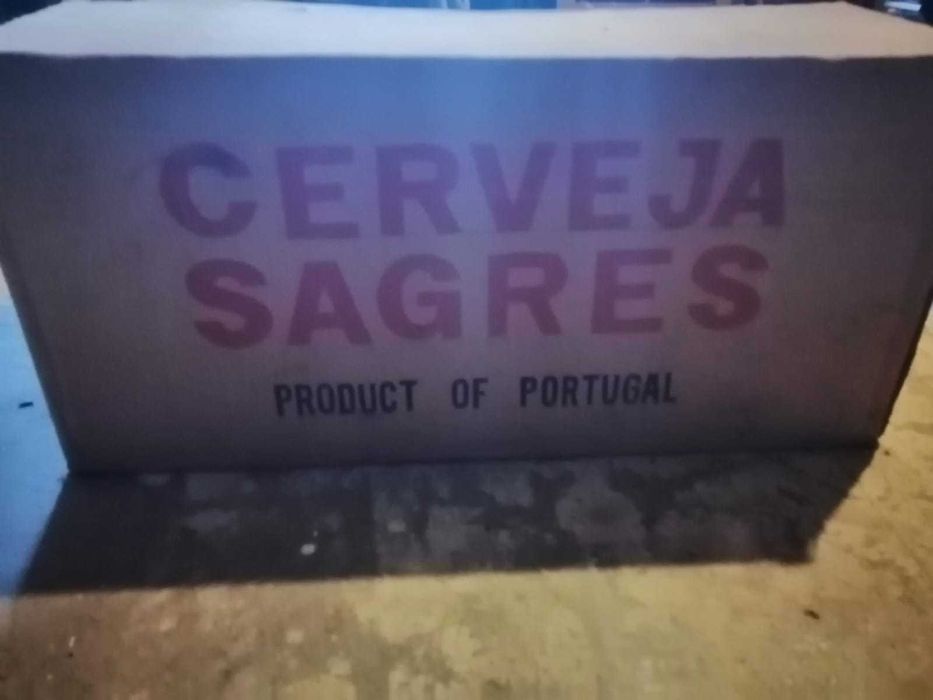 CERVEJA
SAGRES
PRODUCT OF PORTUGAL